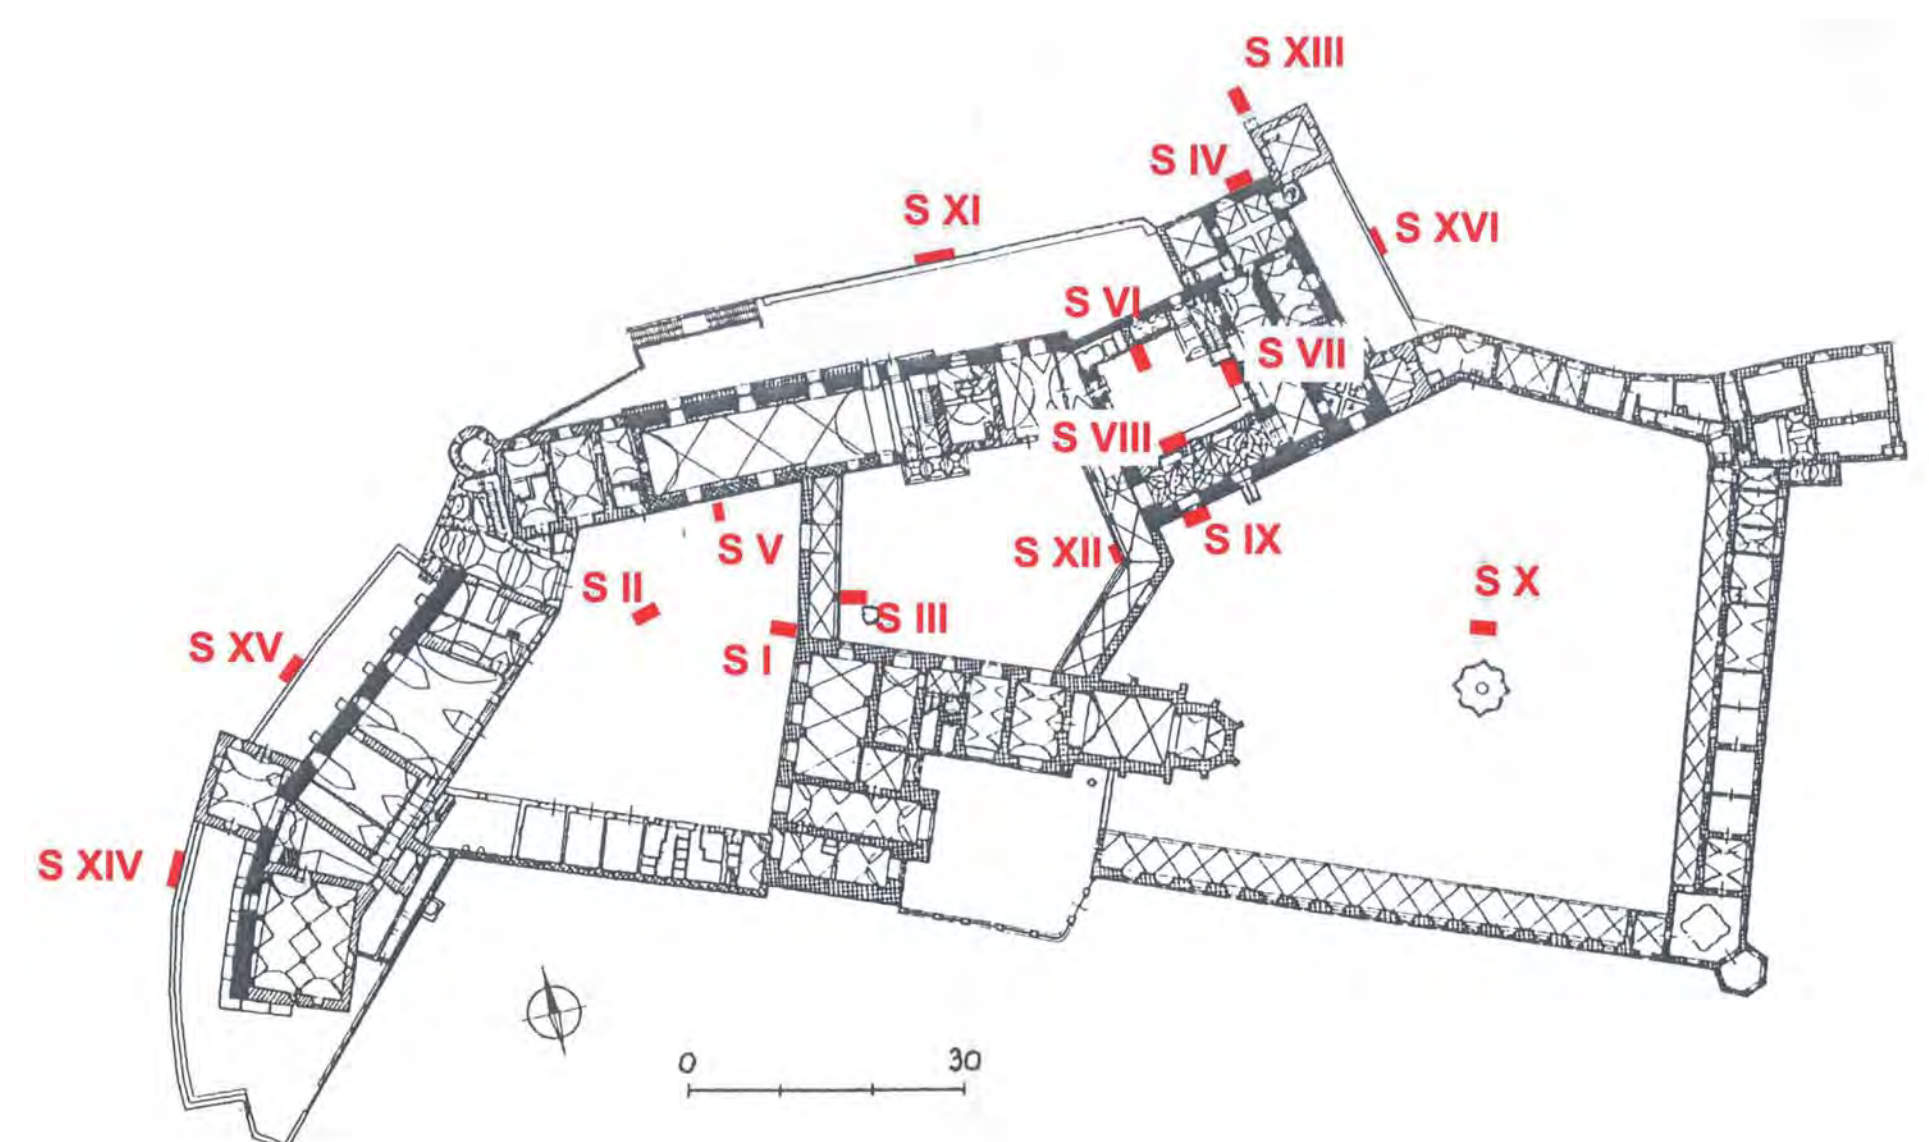 S XIII
S IV
S XI
S XVI
S VI
S VII
S VIII
S V
S XII
S IX
S II
S X
S III
S XV
S I
S XIV
0 30